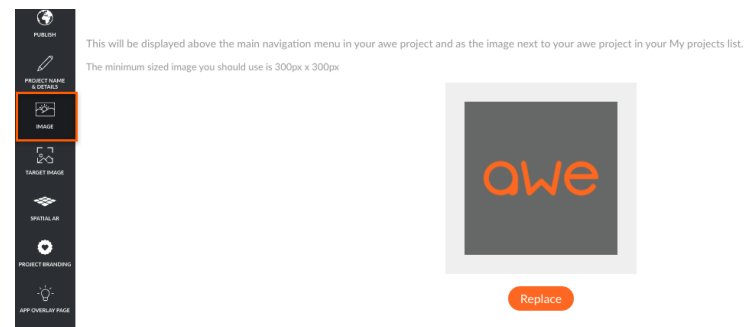 PUBLISH
This will be displayed above the main navigation menu in your awe project and as the image next to your awe project in your My projects list.
The minimum sized image you should use is 300px x 300px
PROJECT NAME
& DETAILS
IMAGE
TARGET IMAGE
SPATIAL AR
PROJECT BRANDING
APP OVERLAY PAGE
awe
Replace